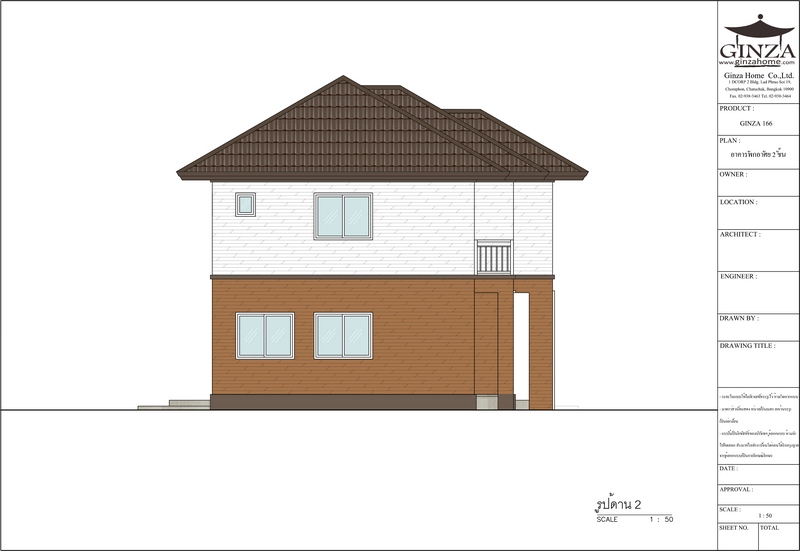 GINZA
www.ginzahome.com
Ginza Home Co.,Ltd.
1 DCORP 2 Bldg, Lad Phrao Soi 19,
Chomphon, Chatuchak, Bangkok 10900
Fax. 02-938-3463 Tel. 02-938-3464
PRODUCT :
GINZA 166
PLAN :
อาคารพักอาศัย 2 ชั้น
OWNER :
LOCATION :
ARCHITECT :
ENGINEER :
DRAWN BY :
DRAWING TITLE :
DATE :
APPROVAL :
SCALE :
1 : 50
SHEET NO.
TOTAL
รูปด้าน 2
SCALE 1 : 50